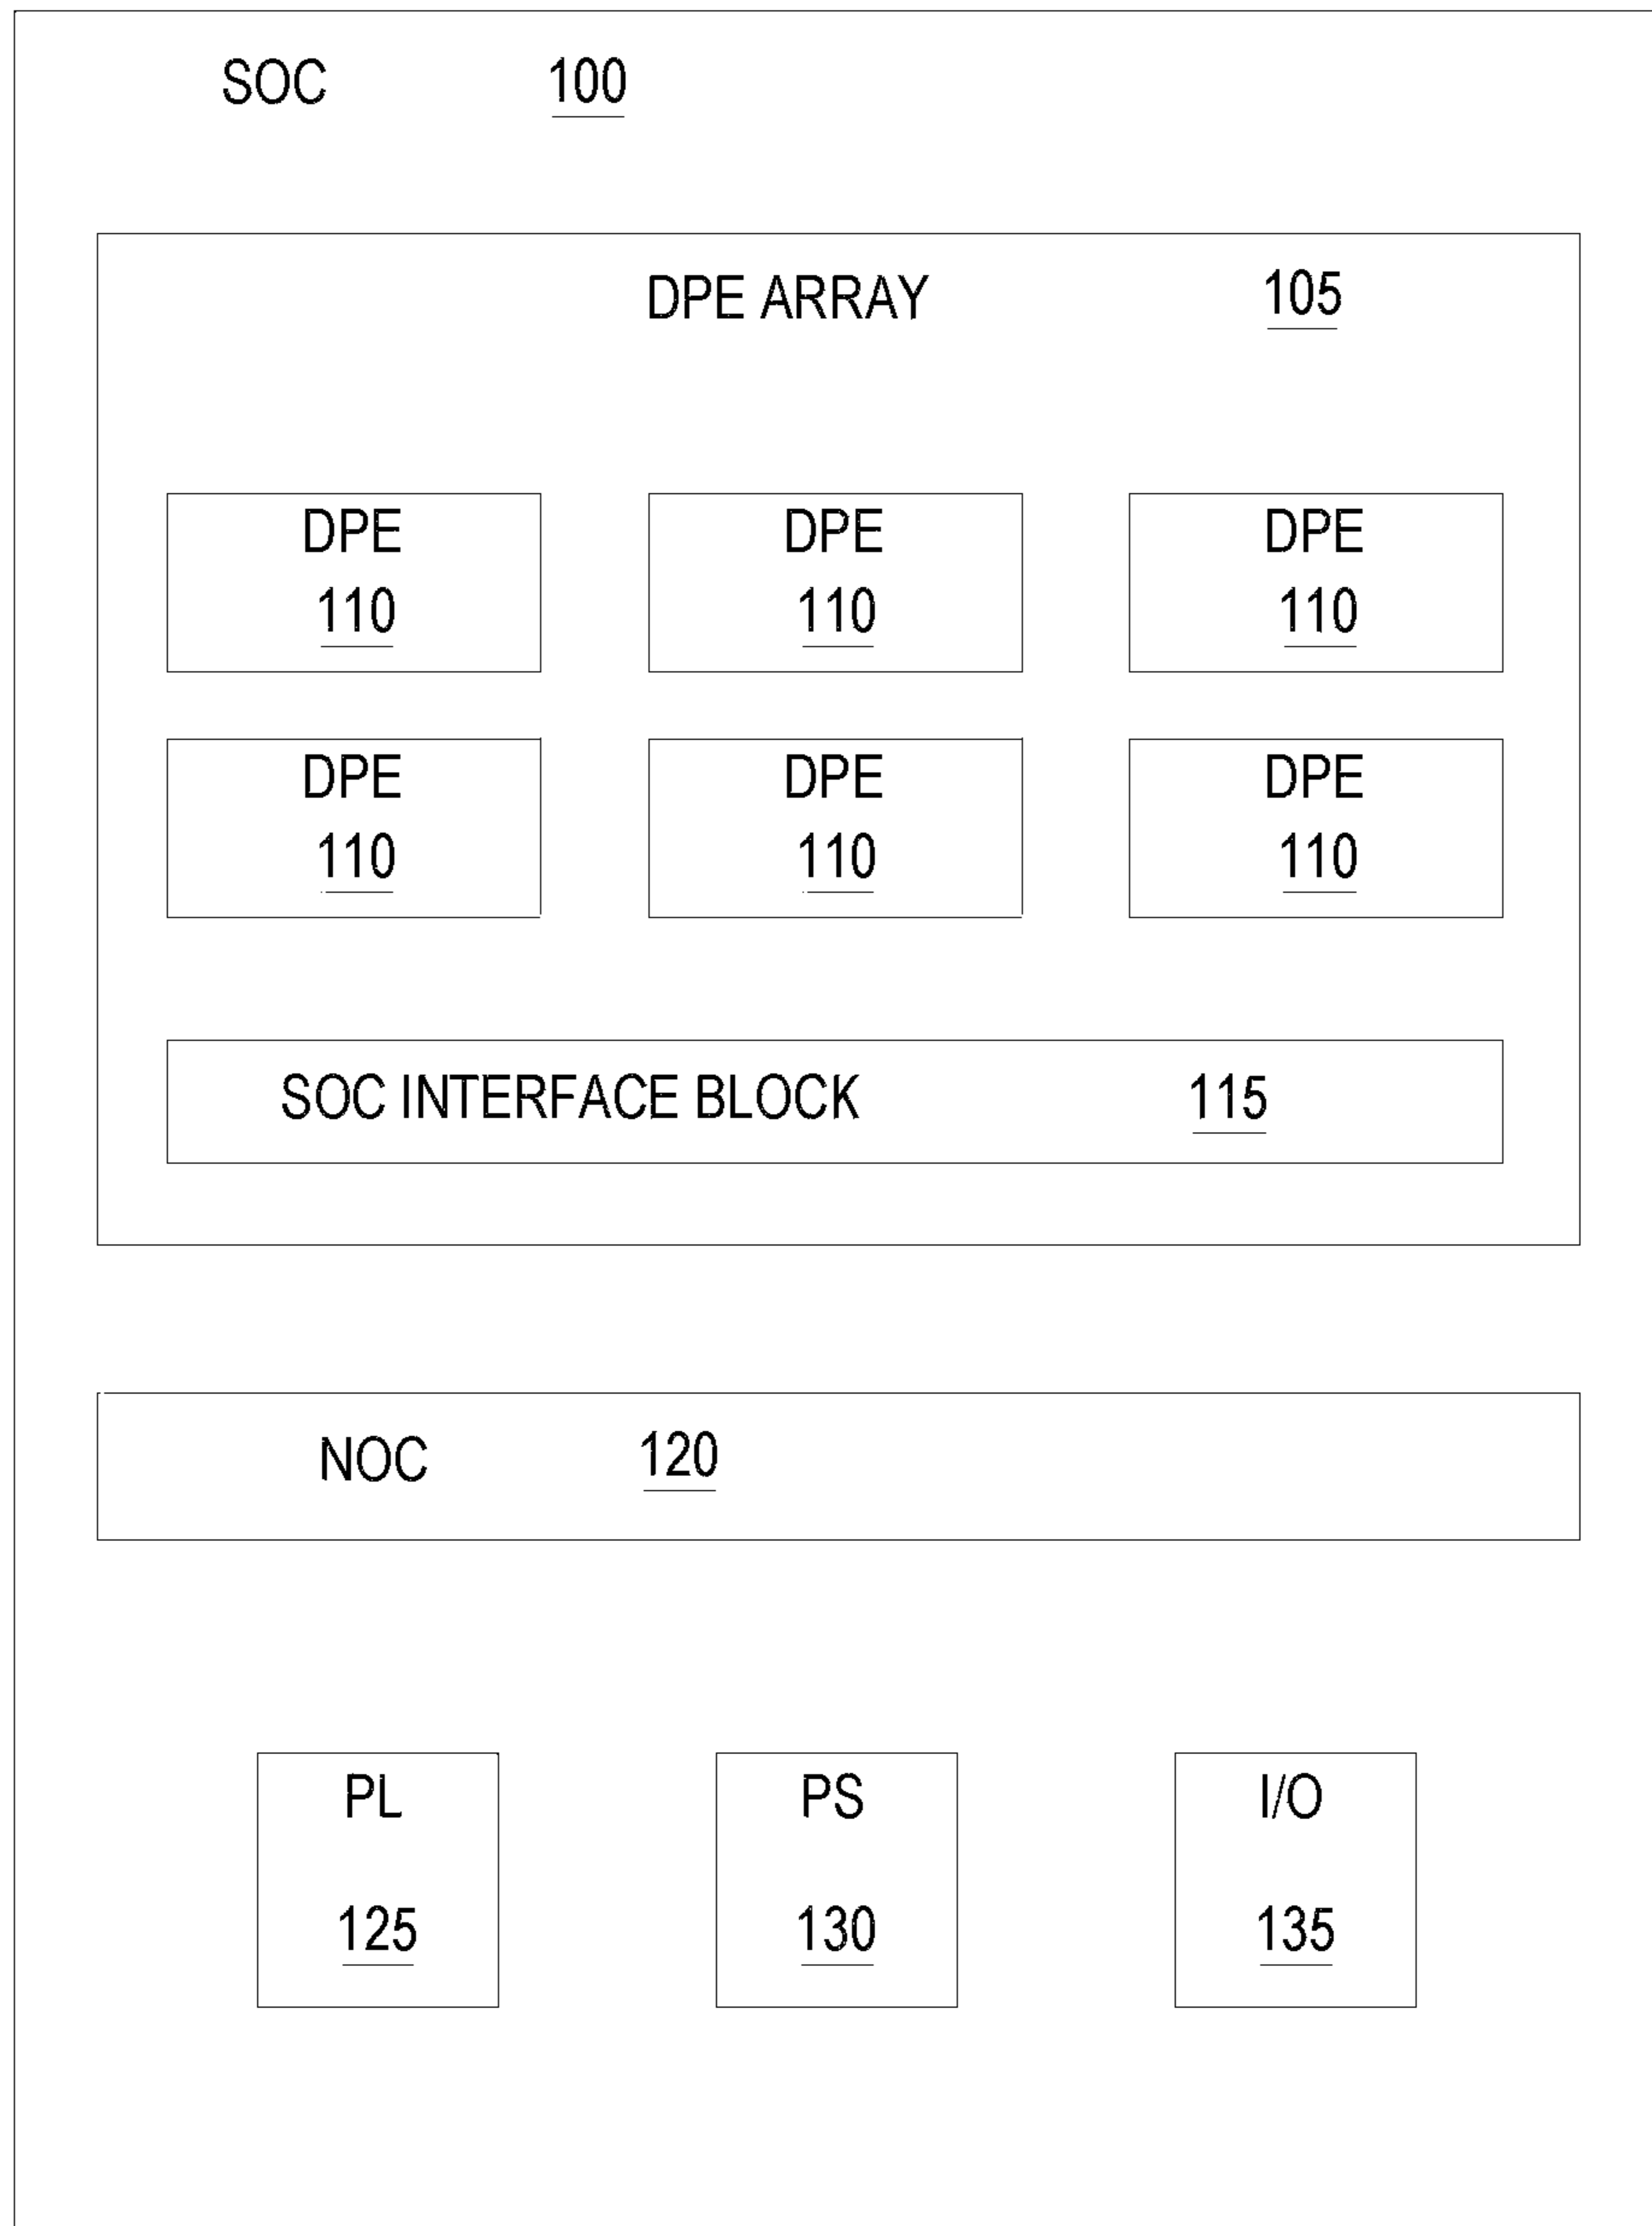 SOC 100
DPE ARRAY 105
DPE DPE DPE
110 110 110
DPE DPE DPE
110 110 110
SOC INTERFACE BLOCK 115
NOC 120
PL PS I/O
125 130 135